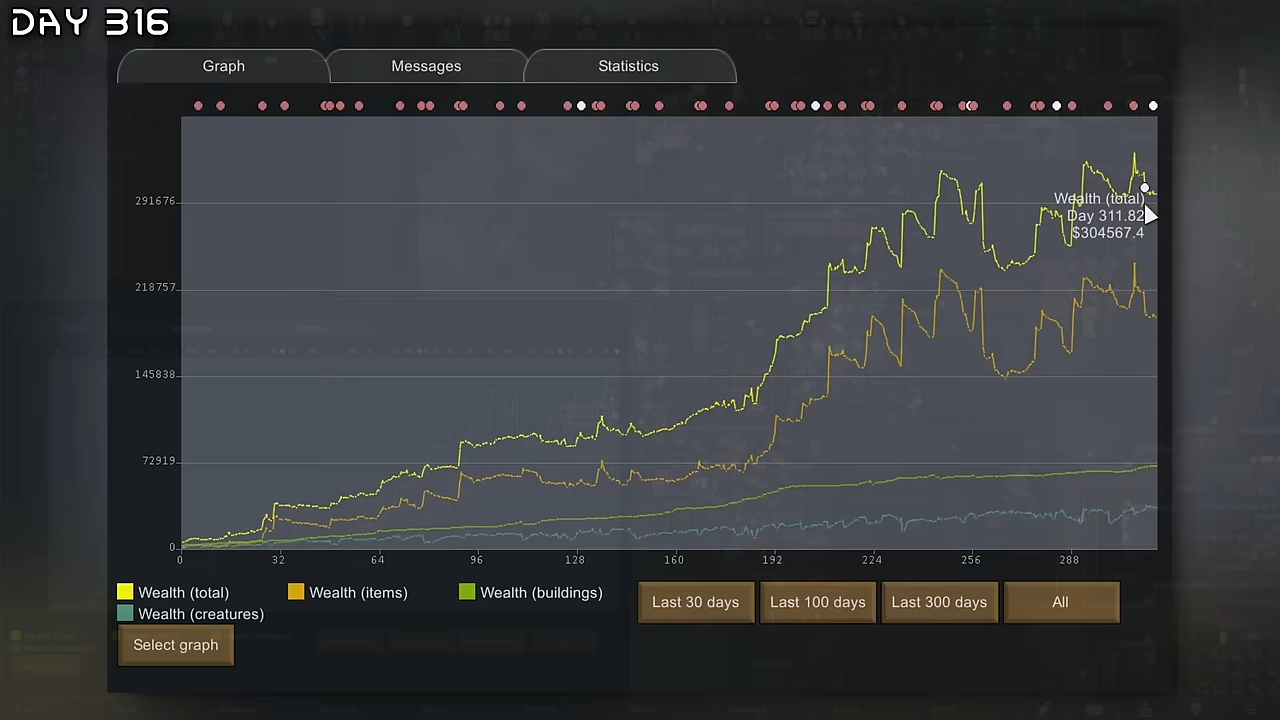 DAY 316
Graph Messages Statistics
291676
218757
145838
72919
0
0 32 64 96 128 160 192 224 256 288
Wealth (total)
Day 311.82
$304567.4
Wealth (total) Wealth (items) Wealth (buildings)
Wealth (creatures)
Last 30 days Last 100 days Last 300 days All
Select graph